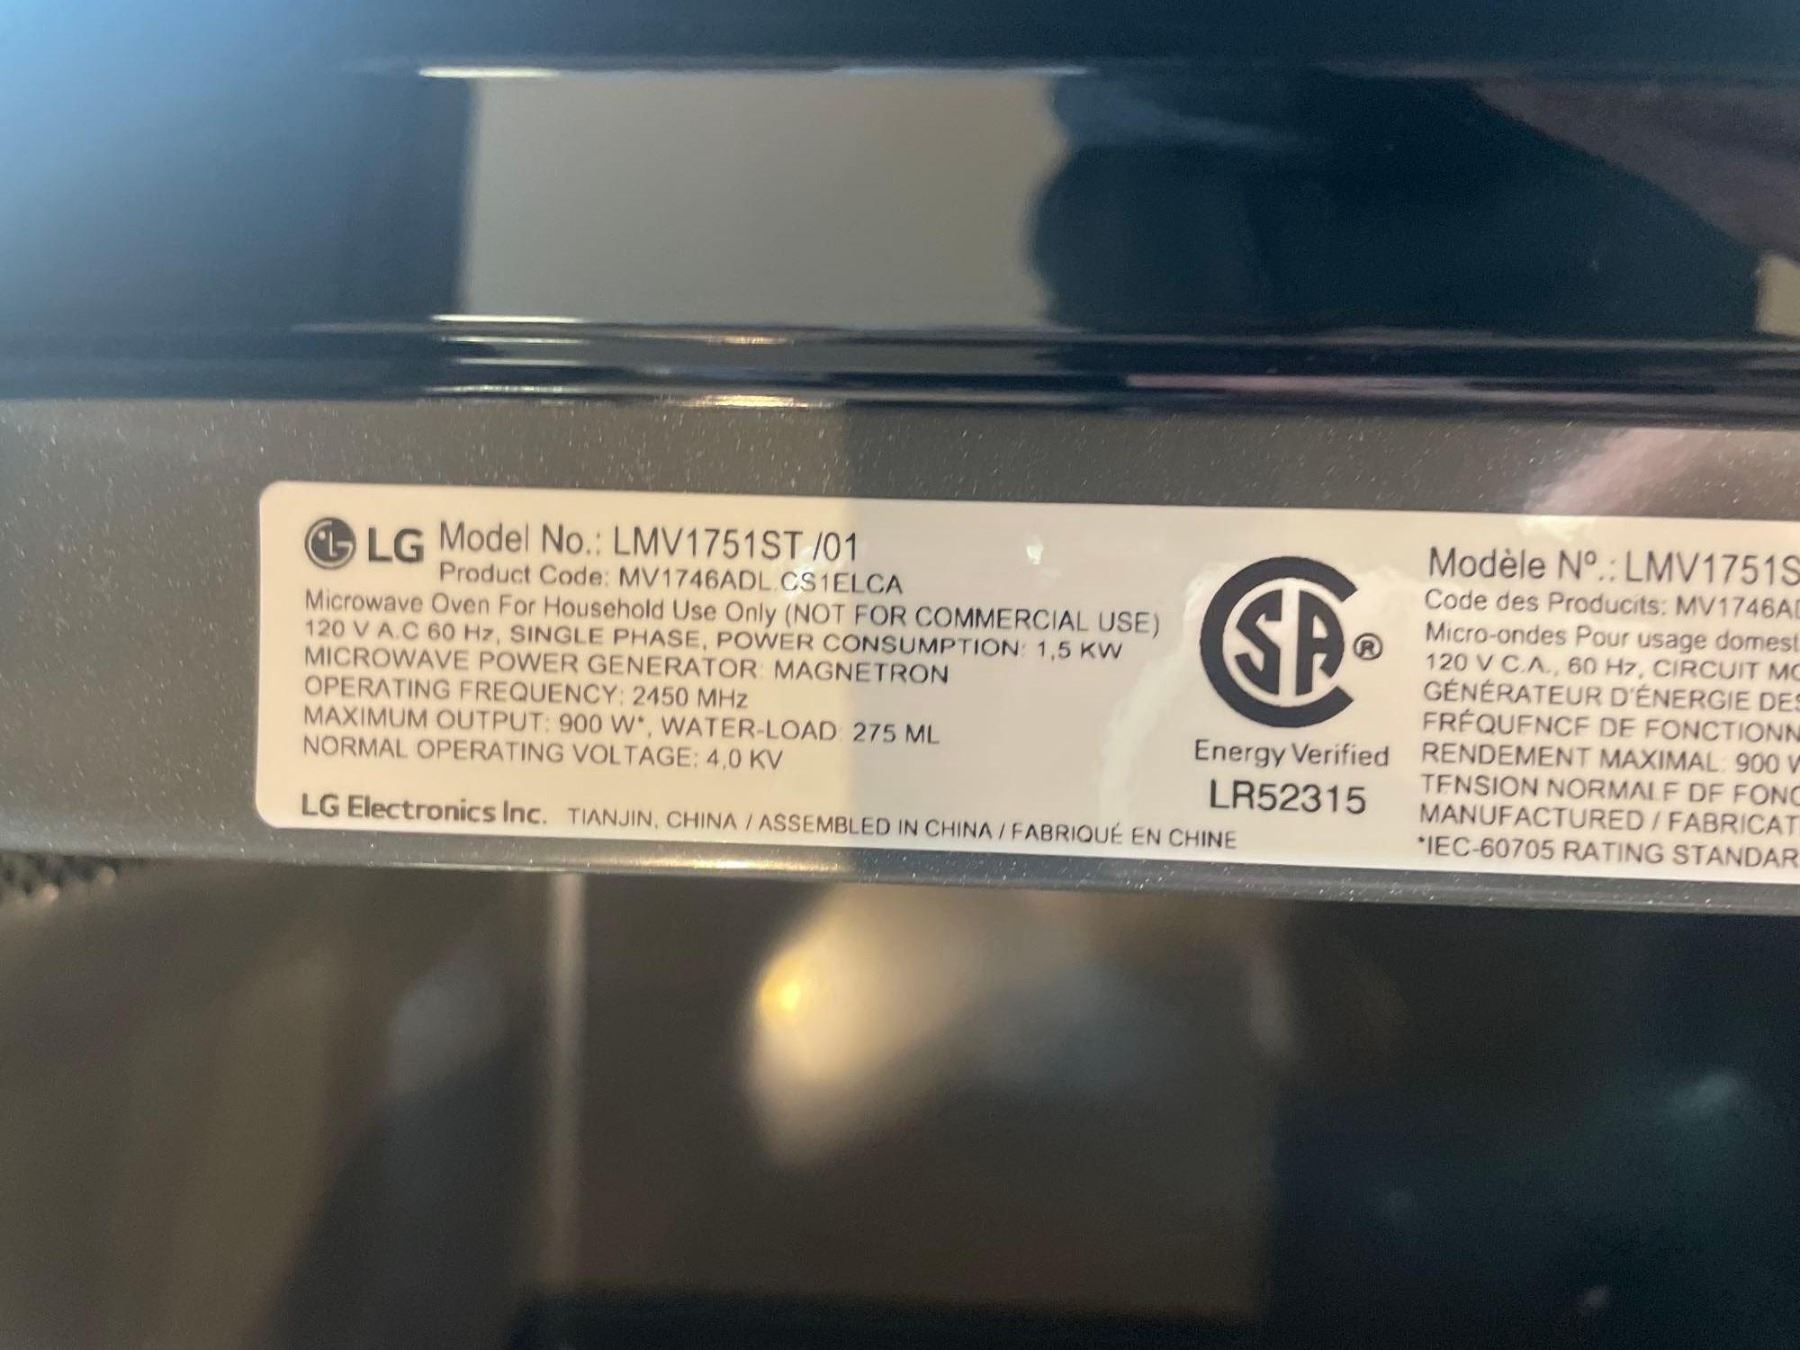 LG Model No.: LMV1751ST /01
Product Code: MV1746ADL.CS1ELCA
Microwave Oven For Household Use Only (NOT FOR COMMERCIAL USE)
120 V A.C 60 Hz, SINGLE PHASE, POWER CONSUMPTION: 1,5 KW
MICROWAVE POWER GENERATOR: MAGNETRON
OPERATING FREQUENCY: 2450 MHz
MAXIMUM OUTPUT: 900 W*, WATER-LOAD: 275 ML
NORMAL OPERATING VOLTAGE: 4,0 KV
LG Electronics Inc. TIANJIN, CHINA / ASSEMBLED IN CHINA / FABRIQUÉ EN CHINE
SA ®
Energy Verified
LR52315
Modèle Nº.: LMV1751S
Code des Producits: MV1746AD
Micro-ondes Pour usage domest
120 V C.A., 60 Hz, CIRCUIT MO
GÉNÉRATEUR D'ÉNERGIE DES
FRÉQUENCE DE FONCTIONN
RENDEMENT MAXIMAL: 900 W
TENSION NORMALE DE FONC
MANUFACTURED / FABRICAT
*IEC-60705 RATING STANDAR